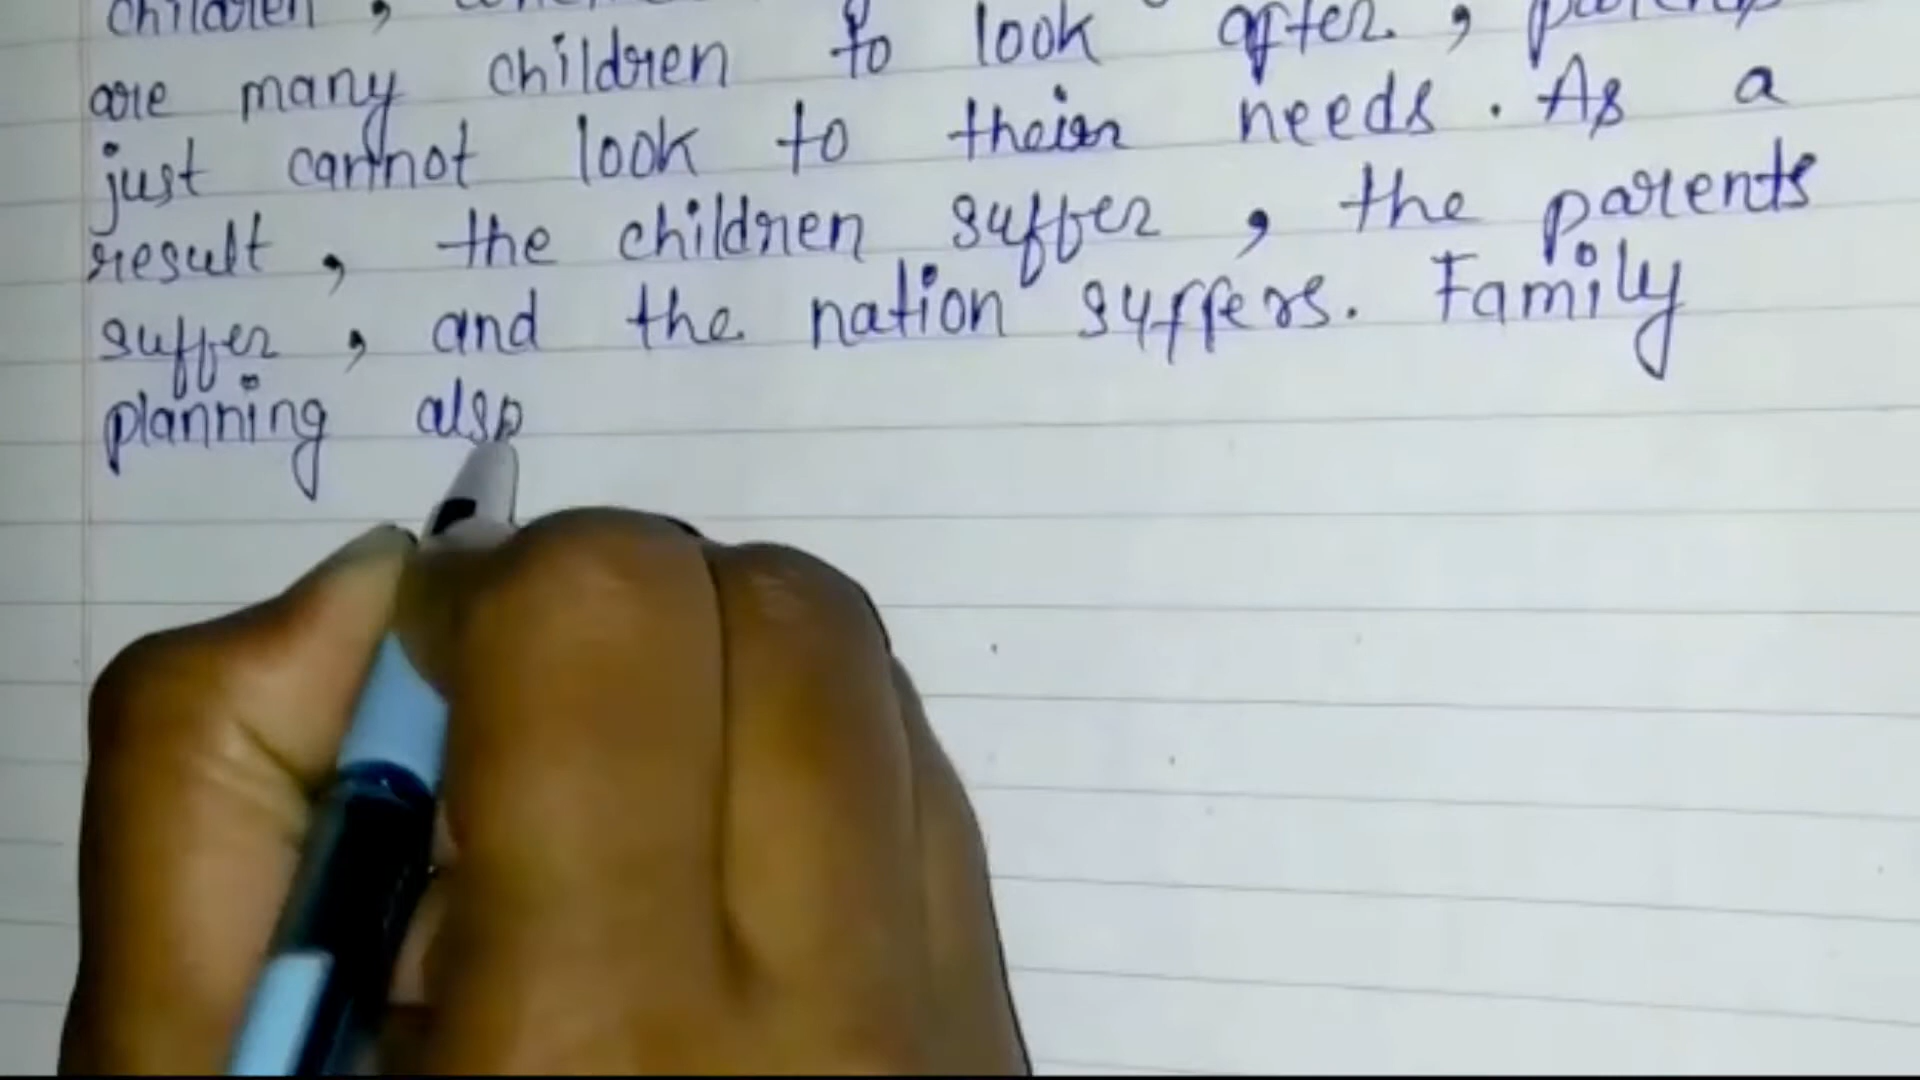 children ,
are many children to look after , parents
just cannot look to their needs . As a
result , the children suffer , the parents
suffer , and the nation suffers . Family
planning also